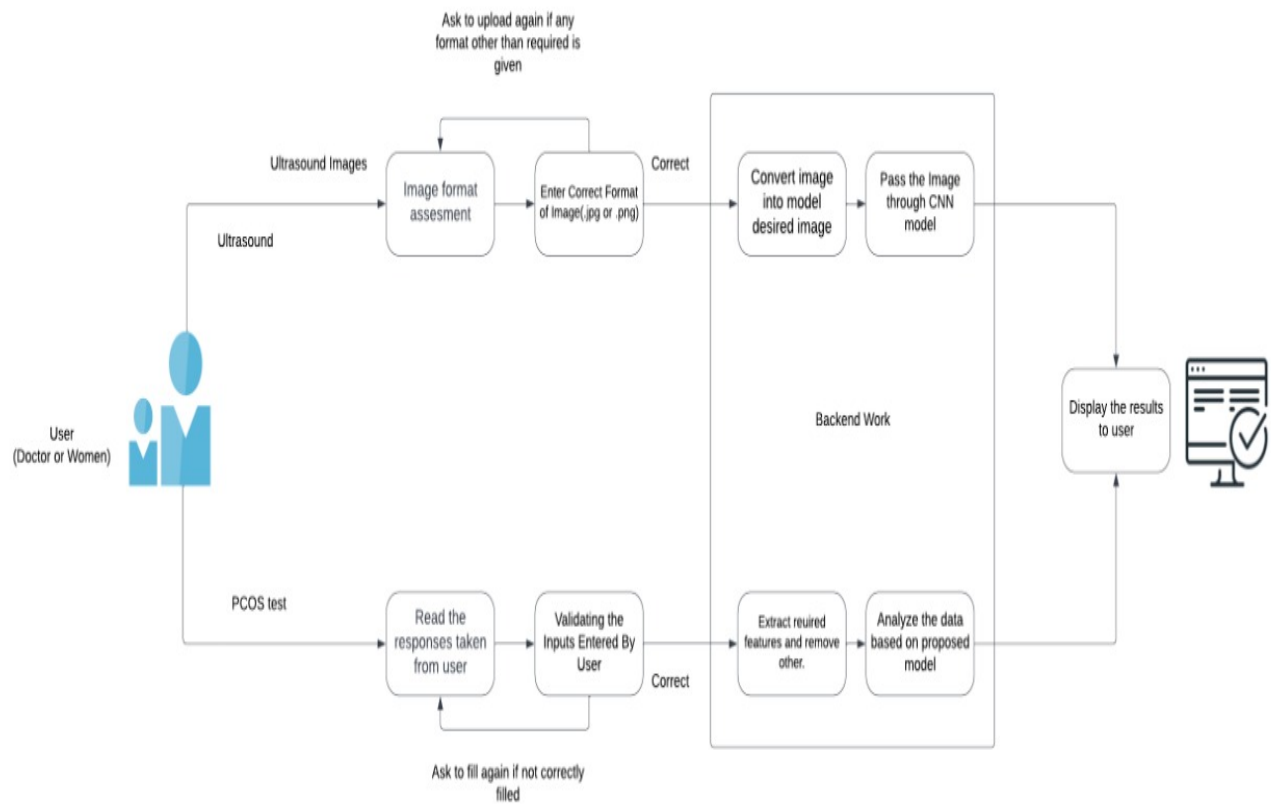 Ask to upload again if any
format other than required is
given
Ultrasound Images
Image format
assesment
Enter Correct Format
of Image(.jpg or .png)
Correct
Convert image
into model
desired image
Pass the Image
through CNN
model
Ultrasound
User
(Doctor or Women)
Backend Work
Display the results
to user
PCOS test
Read the
responses taken
from user
Validating the
Inputs Entered By
User
Correct
Extract reuired
features and remove
other.
Analyze the data
based on proposed
model
Ask to fill again if not correctly
filled